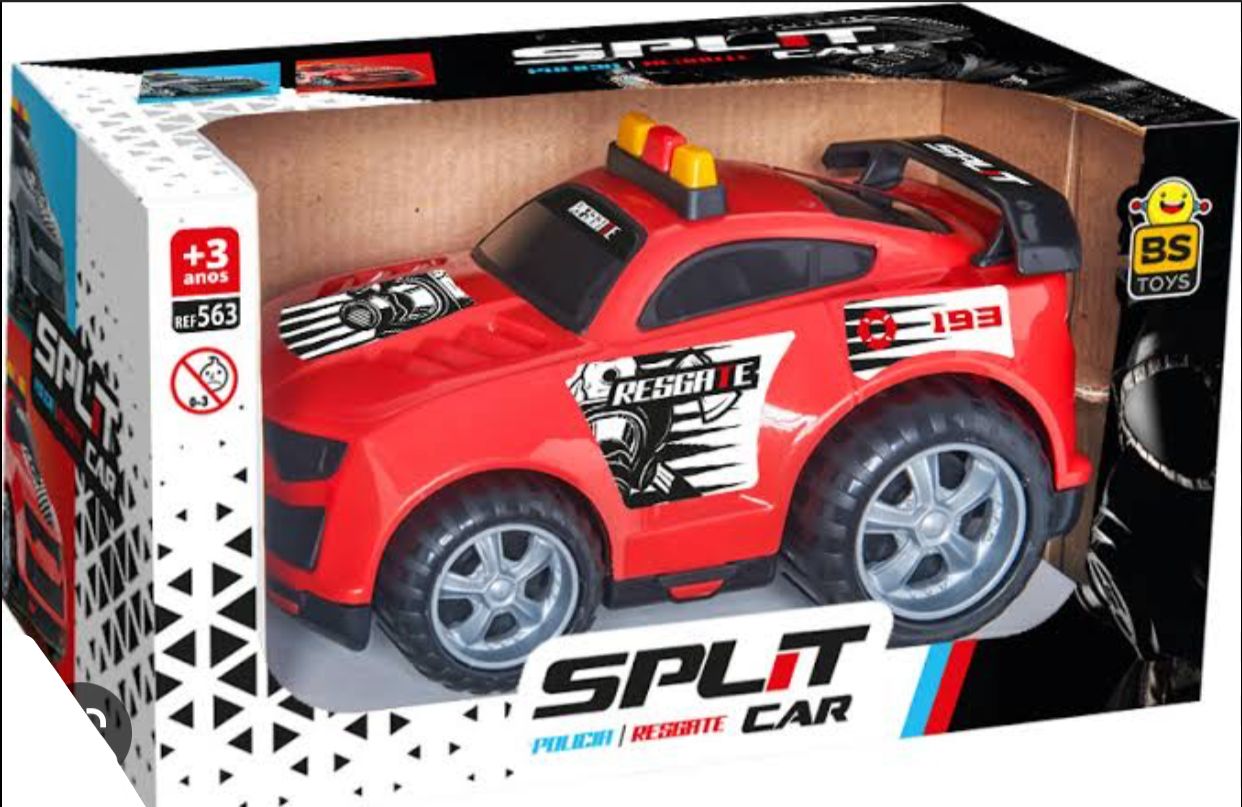 SPLIT
CAR
POLICIA | RESGATE
+3
anos
REF563
0-3
SPLIT
CAR
SPLIT
RESGATE
193
BS
TOYS
SPLIT
CAR
POLICIA | RESGATE